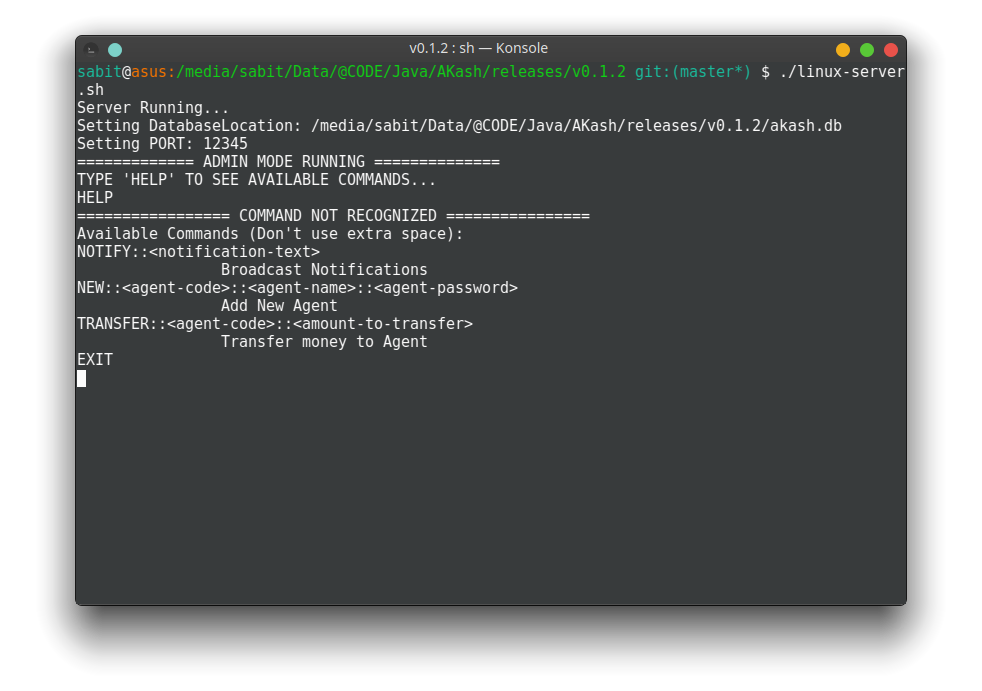 v0.1.2 : sh — Konsole
sabit@asus:/media/sabit/Data/@CODE/Java/AKash/releases/v0.1.2 git:(master*) $ ./linux-server
.sh
Server Running...
Setting DatabaseLocation: /media/sabit/Data/@CODE/Java/AKash/releases/v0.1.2/akash.db
Setting PORT: 12345
============= ADMIN MODE RUNNING ==============
TYPE 'HELP' TO SEE AVAILABLE COMMANDS...
HELP
================= COMMAND NOT RECOGNIZED ================
Available Commands (Don't use extra space):
NOTIFY::<notification-text>
                Broadcast Notifications
NEW::<agent-code>::<agent-name>::<agent-password>
                Add New Agent
TRANSFER::<agent-code>::<amount-to-transfer>
                Transfer money to Agent
EXIT